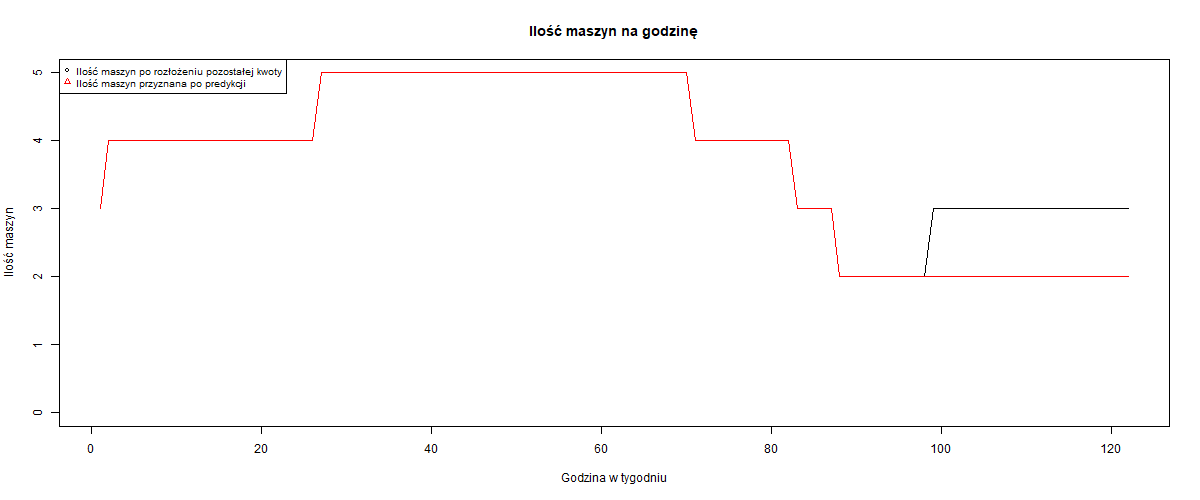 Ilość maszyn na godzinę
Ilość maszyn po rozłożeniu pozostałej kwoty
Ilość maszyn przyznana po predykcji
Ilość maszyn
5
4
3
2
1
0
0 20 40 60 80 100 120
Godzina w tygodniu